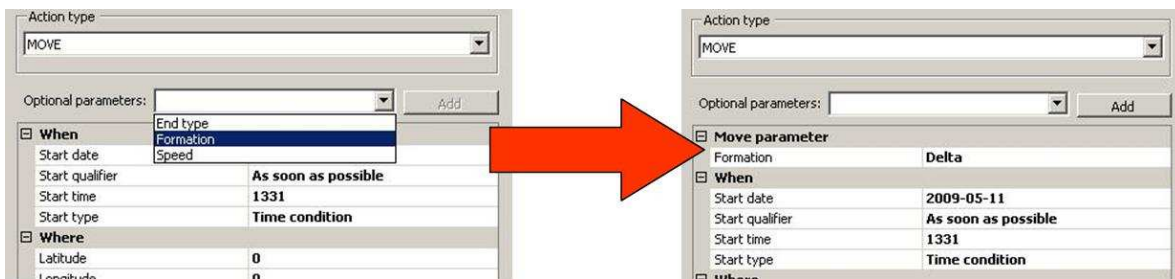 Action type
MOVE
Optional parameters: Add
End type
Formation
Speed
When
Start date
Start qualifier As soon as possible
Start time 1331
Start type Time condition
Where
Latitude 0
Longitude 0
Action type
MOVE
Optional parameters: Add
Move parameter
Formation Delta
When
Start date 2009-05-11
Start qualifier As soon as possible
Start time 1331
Start type Time condition
Where